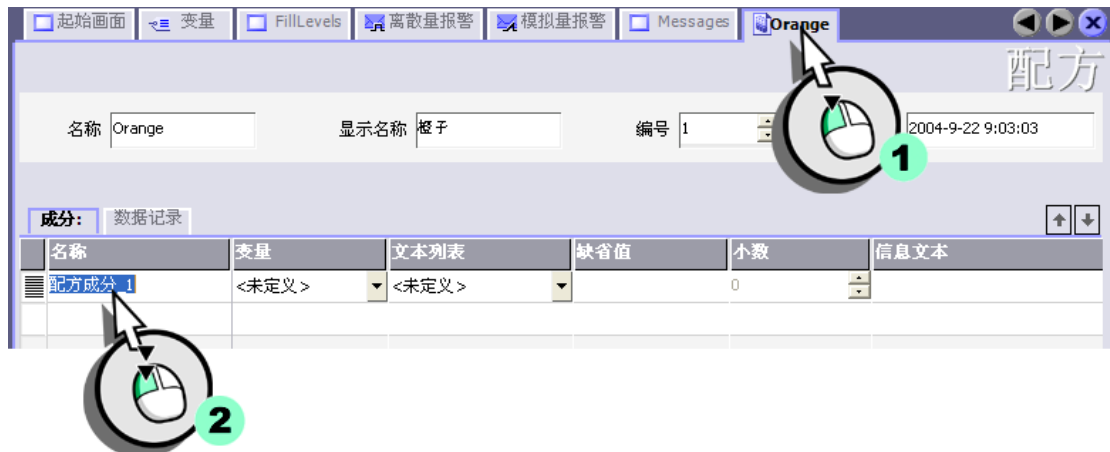 起始画面 变量 FillLevels 离散量报警 模拟量报警 Messages Orange
配方
名称 Orange 显示名称 橙子 编号 1 2004-9-22 9:03:03
1
成分: 数据记录
名称 变量 文本列表 缺省值 小数 信息文本
配方成分_1 <未定义> <未定义> 0
2